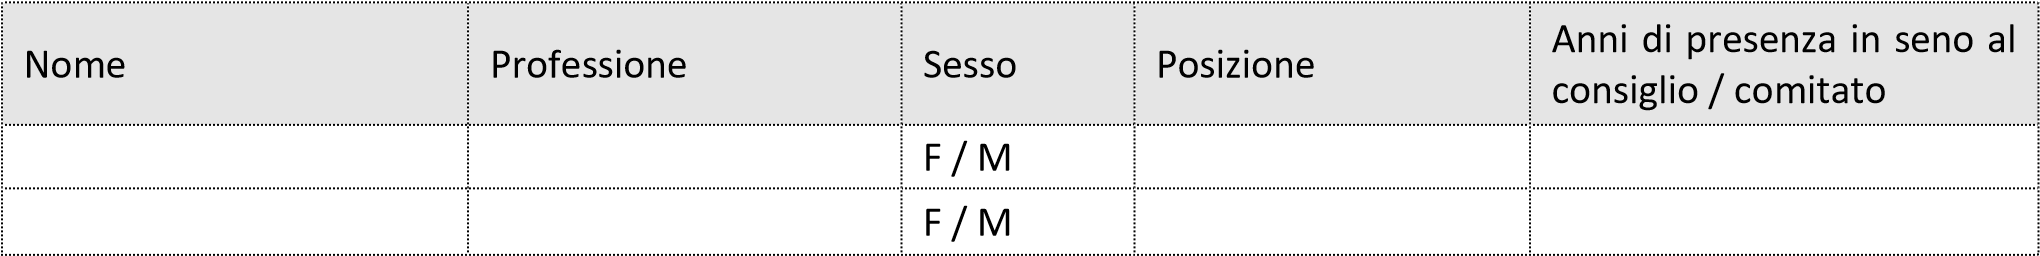 Nome
Professione
Sesso
Posizione
Anni di presenza in seno al
consiglio / comitato
F / M
F / M